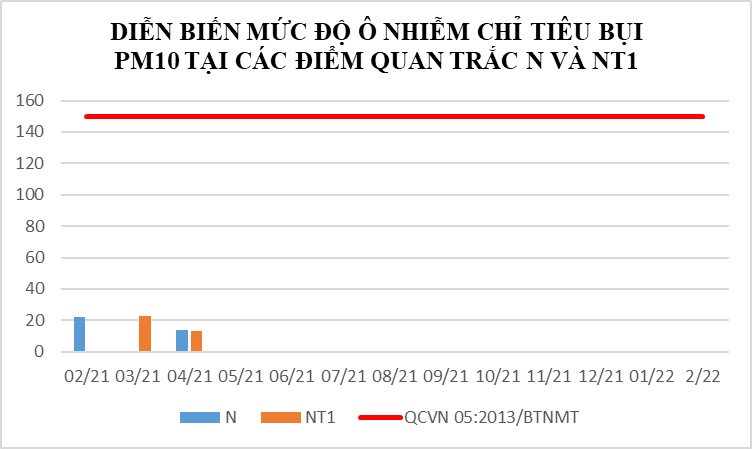 DIỄN BIẾN MỨC ĐỘ Ô NHIỄM CHỈ TIÊU BỤI
PM10 TẠI CÁC ĐIỂM QUAN TRẮC N VÀ NT1
160
140
120
100
80
60
40
20
0
02/21 03/21 04/21 05/21 06/21 07/21 08/21 09/21 10/21 11/21 12/21 01/22 2/22
N NT1 QCVN 05:2013/BTNMT